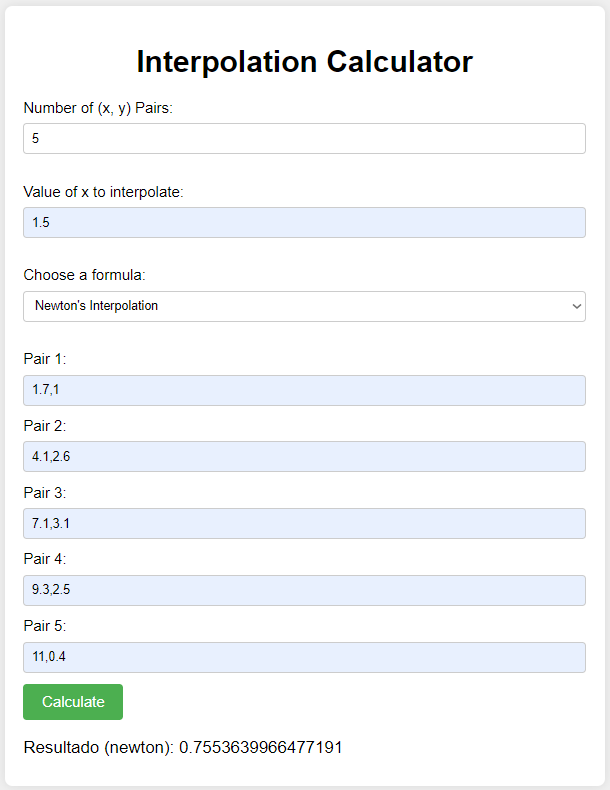 Interpolation Calculator
Number of (x, y) Pairs:
5
Value of x to interpolate:
1.5
Choose a formula:
Newton's Interpolation
Pair 1:
1.7,1
Pair 2:
4.1,2.6
Pair 3:
7.1,3.1
Pair 4:
9.3,2.5
Pair 5:
11,0.4
Calculate
Resultado (newton): 0.7553639966477191